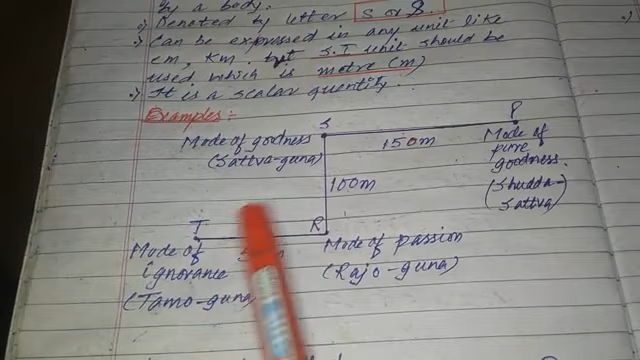 by a body.
Denoted by letter S or S.
Can be expressed in any unit like
cm, Km. but S.I unit should be
used which is metre (m)
It is a scalar quantity.
Examples:-
S
P
Mode of goodness
(Sattva-guna)
150m
Mode of
pure
goodness.
(Shudda-
Sattva)
100m
T
R
Mode of
ignorance
(Tamo-guna)
m
Mode of passion
(Rajo-guna)